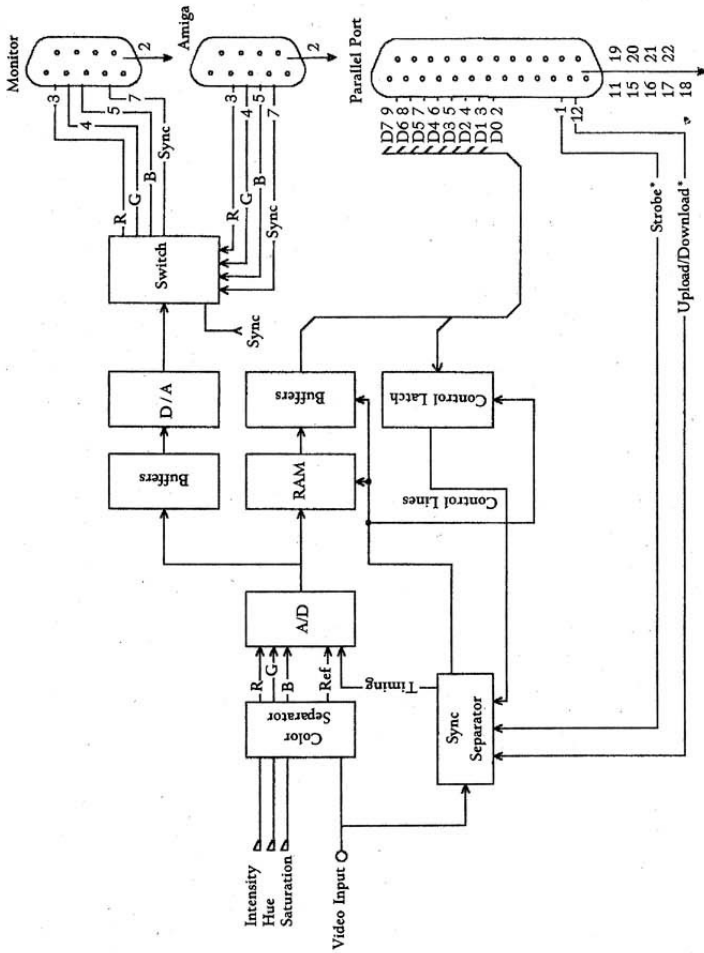 Monitor
2
3
4
5
7
R
G
B
Sync
Amiga
2
3
4
5
7
R
G
B
Sync
Switch
Sync
D/A
Buffers
Parallel Port
D7 9
D6 8
D5 7
D4 6
D3 5
D2 4
D1 3
D0 2
1
12
11 19
15 20
16 21
17 22
18
Strobe*
Upload/Download*
Buffers
RAM
Control Latch
Control Lines
A/D
R
G
B
Ref
Timing
Color
Separator
Sync
Separator
Intensity
Hue
Saturation
Video Input